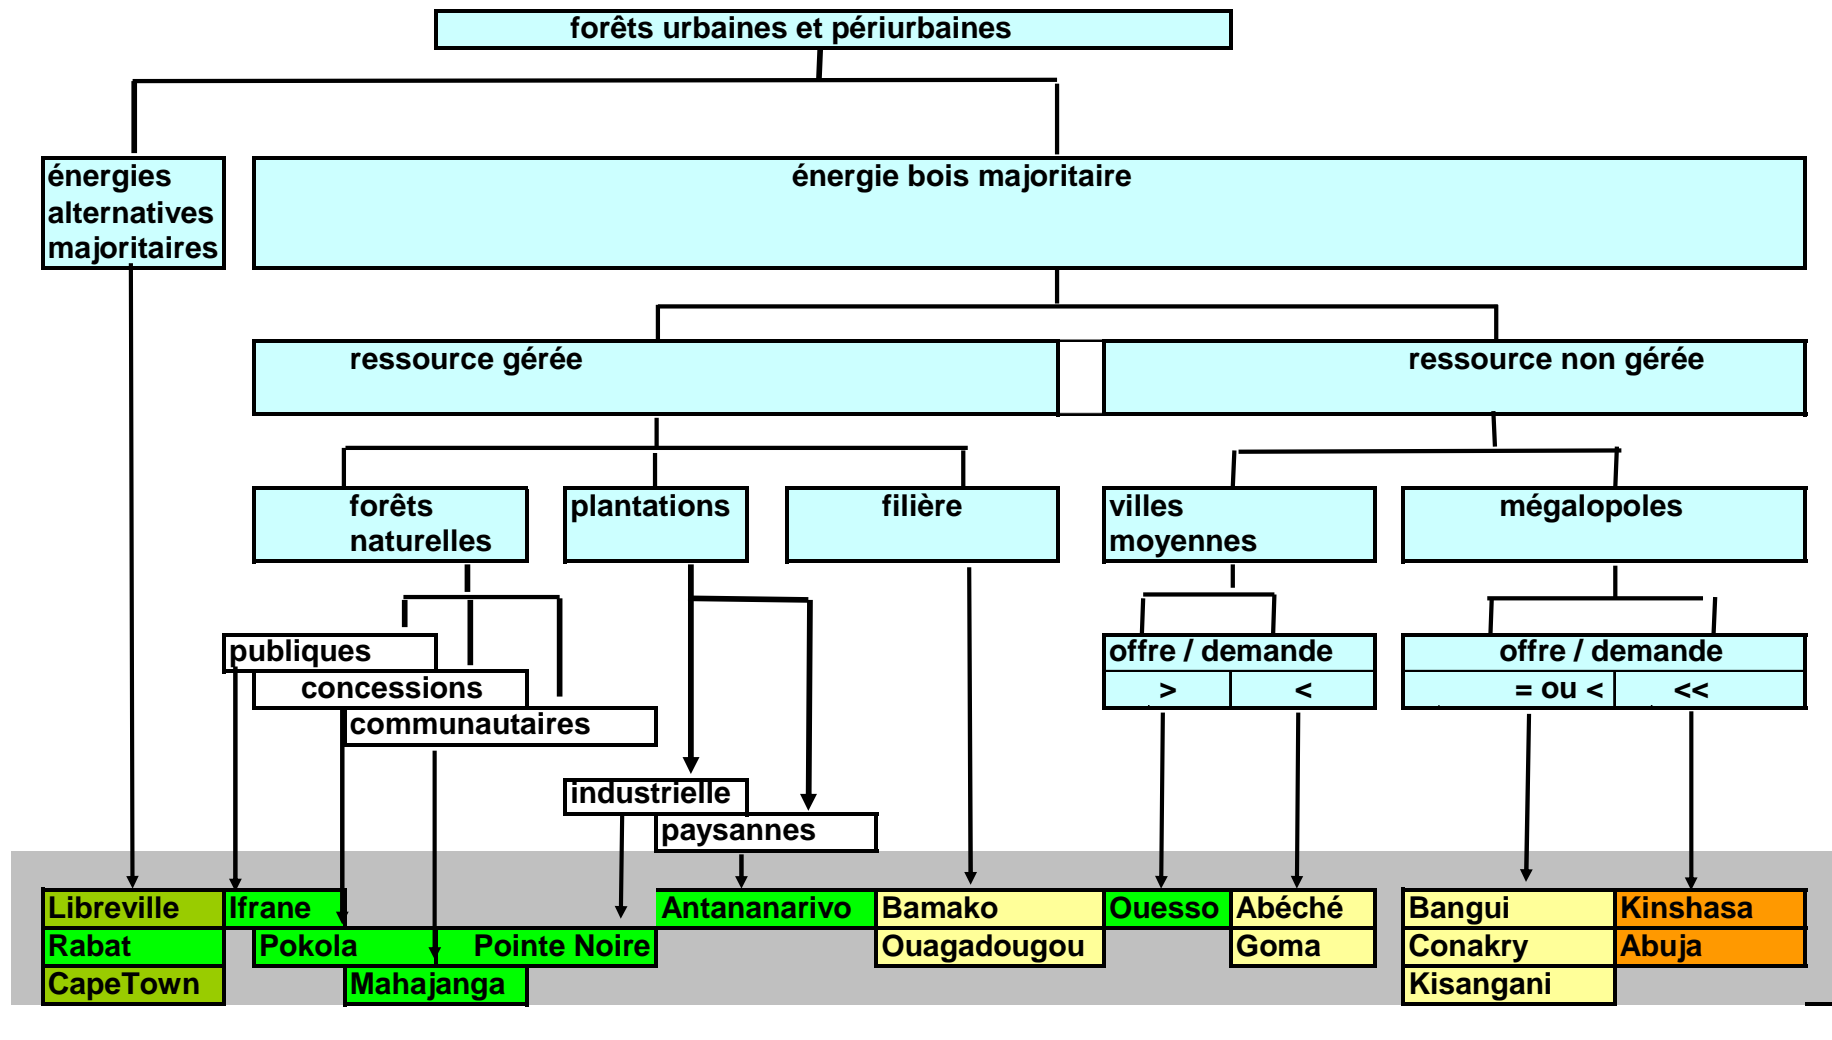 forêts urbaines et périurbaines
énergies
alternatives
majoritaires
énergie bois majoritaire
ressource gérée
ressource non gérée
forêts
naturelles
plantations
filière
villes
moyennes
mégalopoles
publiques
concessions
communautaires
offre / demande
> <
offre / demande
= ou < <<
industrielle
paysannes
Libreville Ifrane Antananarivo Bamako Ouesso Abéché Bangui Kinshasa
Rabat Pokola Pointe Noire Ouagadougou Goma Conakry Abuja
CapeTown Mahajanga Kisangani